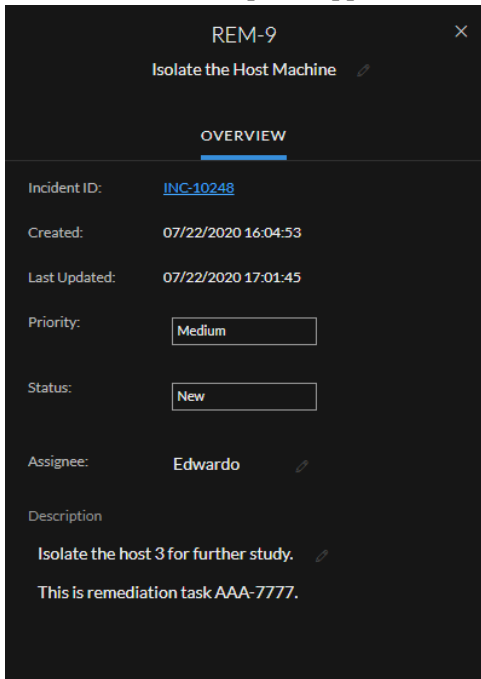 REM-9
Isolate the Host Machine
OVERVIEW
Incident ID: INC-10248
Created: 07/22/2020 16:04:53
Last Updated: 07/22/2020 17:01:45
Priority: Medium
Status: New
Assignee: Edwardo
Description
Isolate the host 3 for further study.
This is remediation task AAA-7777.